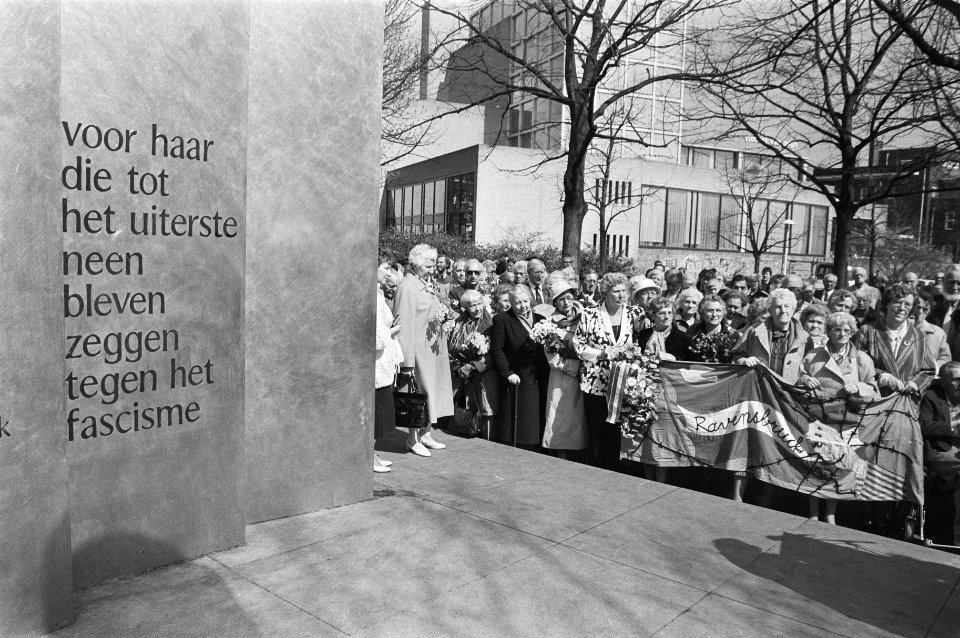 voor haar
die tot
het uiterste
neen
bleven
zeggen
tegen het
fascisme
k
Ravensbrück